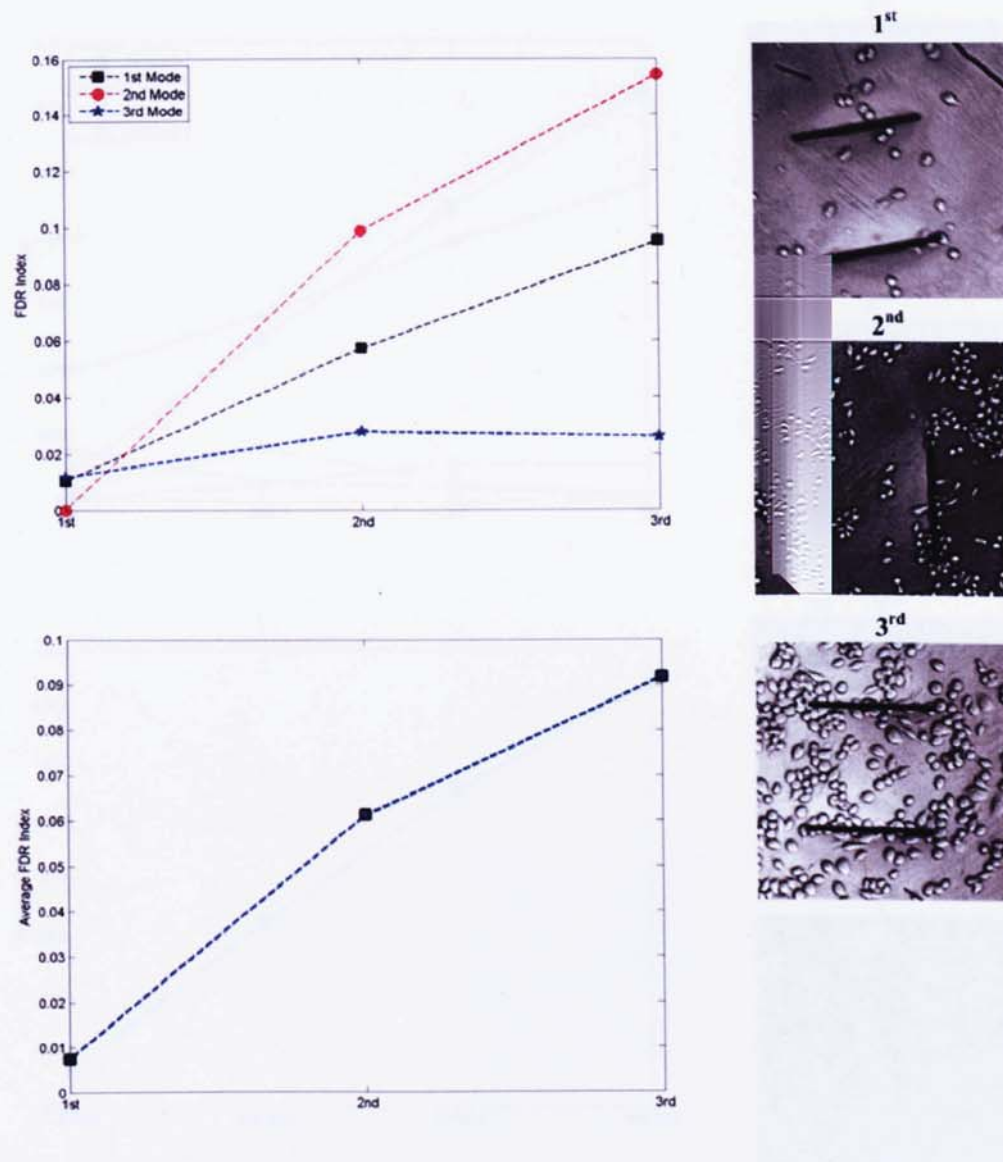 1st
0.16
0.14
0.12
0.1
0.08
0.06
0.04
0.02
0
FDR Index
1st Mode
2nd Mode
3rd Mode
1st
2nd
3rd
2nd
3rd
0.1
0.09
0.08
0.07
0.06
0.05
0.04
0.03
0.02
0.01
0
Average FDR Index
1st
2nd
3rd